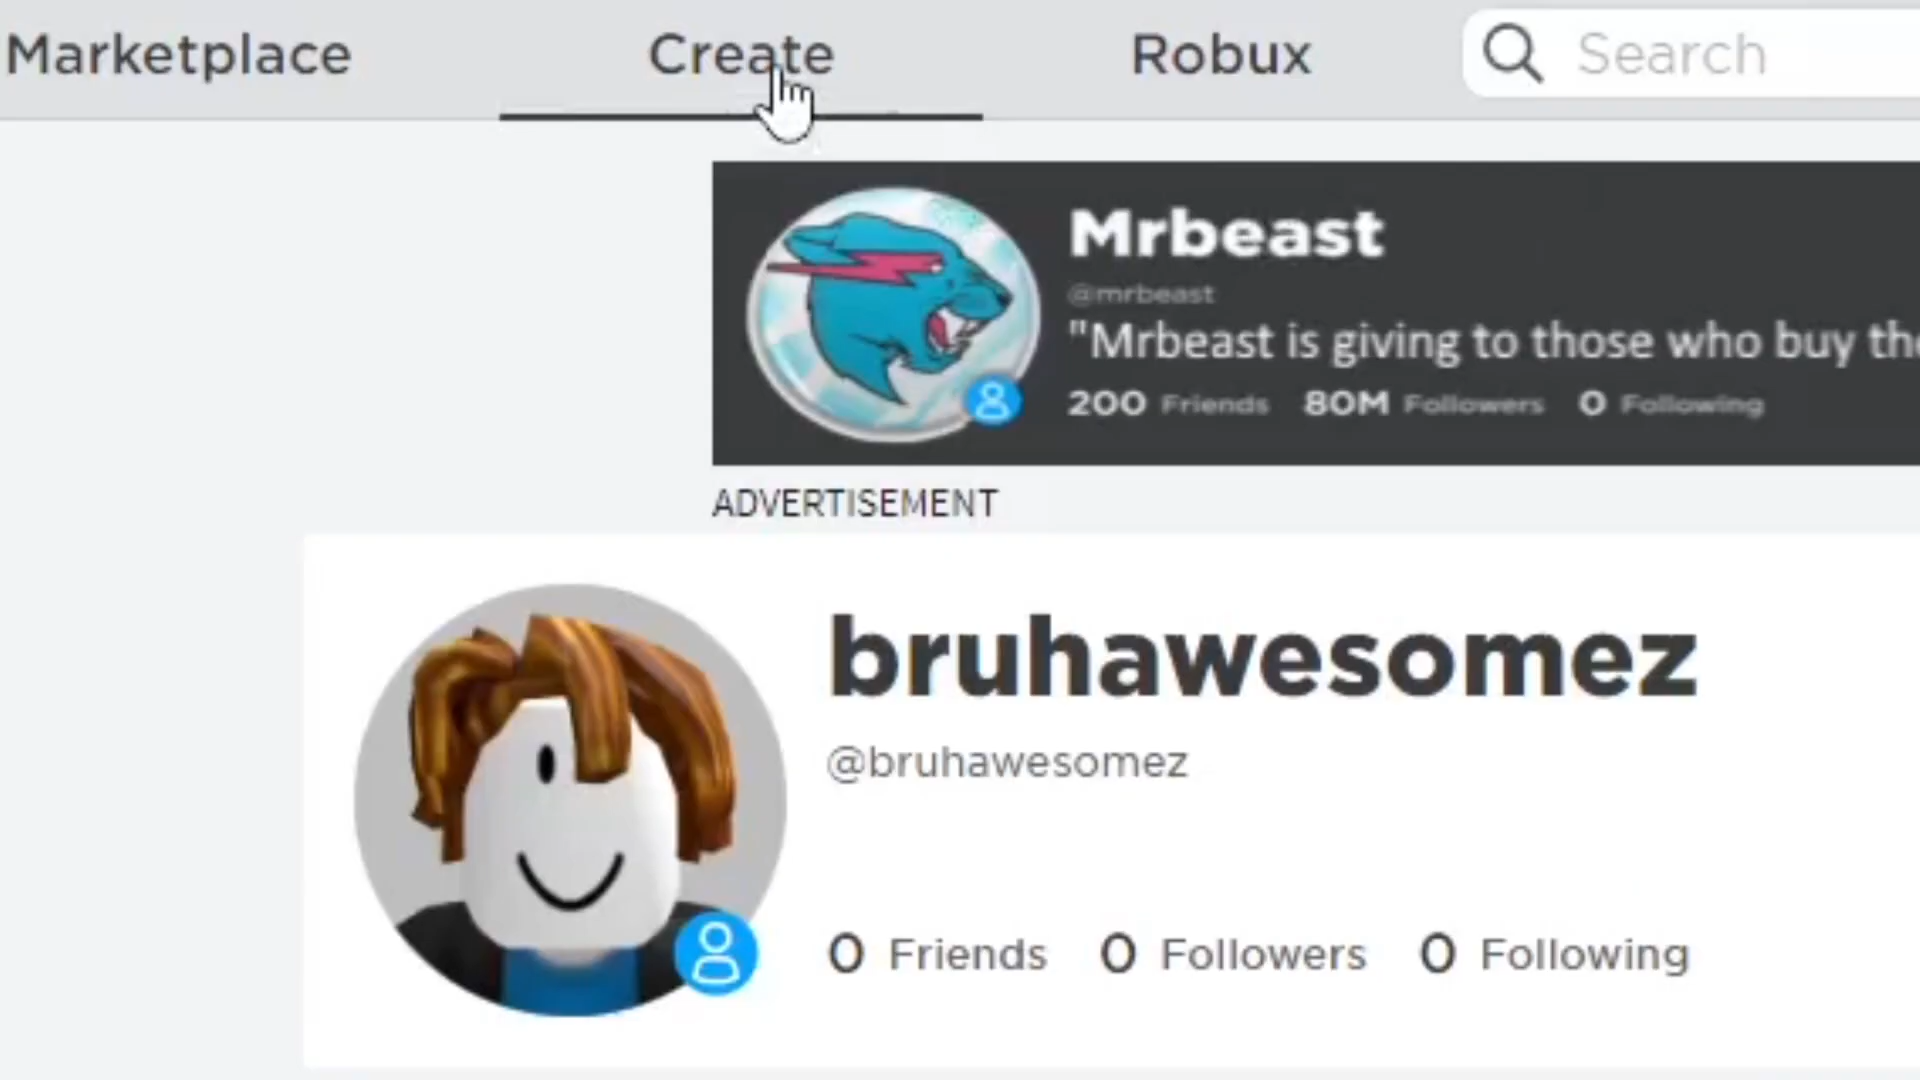 Marketplace Create Robux Search
Mrbeast
@mrbeast
"Mrbeast is giving to those who buy the
200 Friends 80M Followers 0 Following
ADVERTISEMENT
bruhawesomez
@bruhawesomez
0 Friends 0 Followers 0 Following